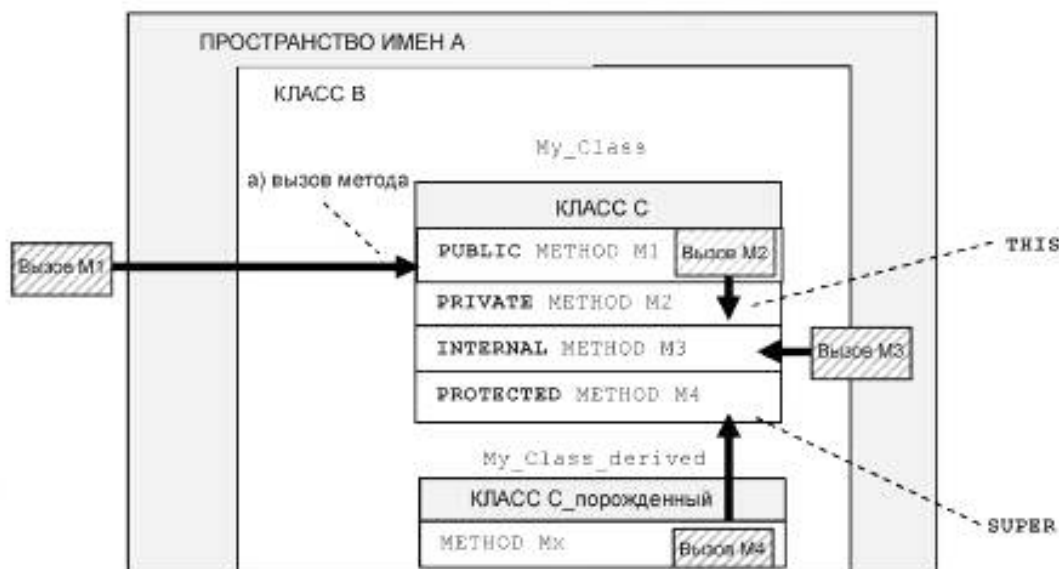 ПРОСТРАНСТВО ИМЕН А
КЛАСС В
My_Class
а) вызов метода
КЛАСС С
Вызов М1
PUBLIC METHOD M1
Вызов М2
THIS
PRIVATE METHOD M2
INTERNAL METHOD M3
Вызов М3
PROTECTED METHOD M4
My_Class_derived
КЛАСС С_порожденный
SUPER
METHOD Mx
Вызов М4